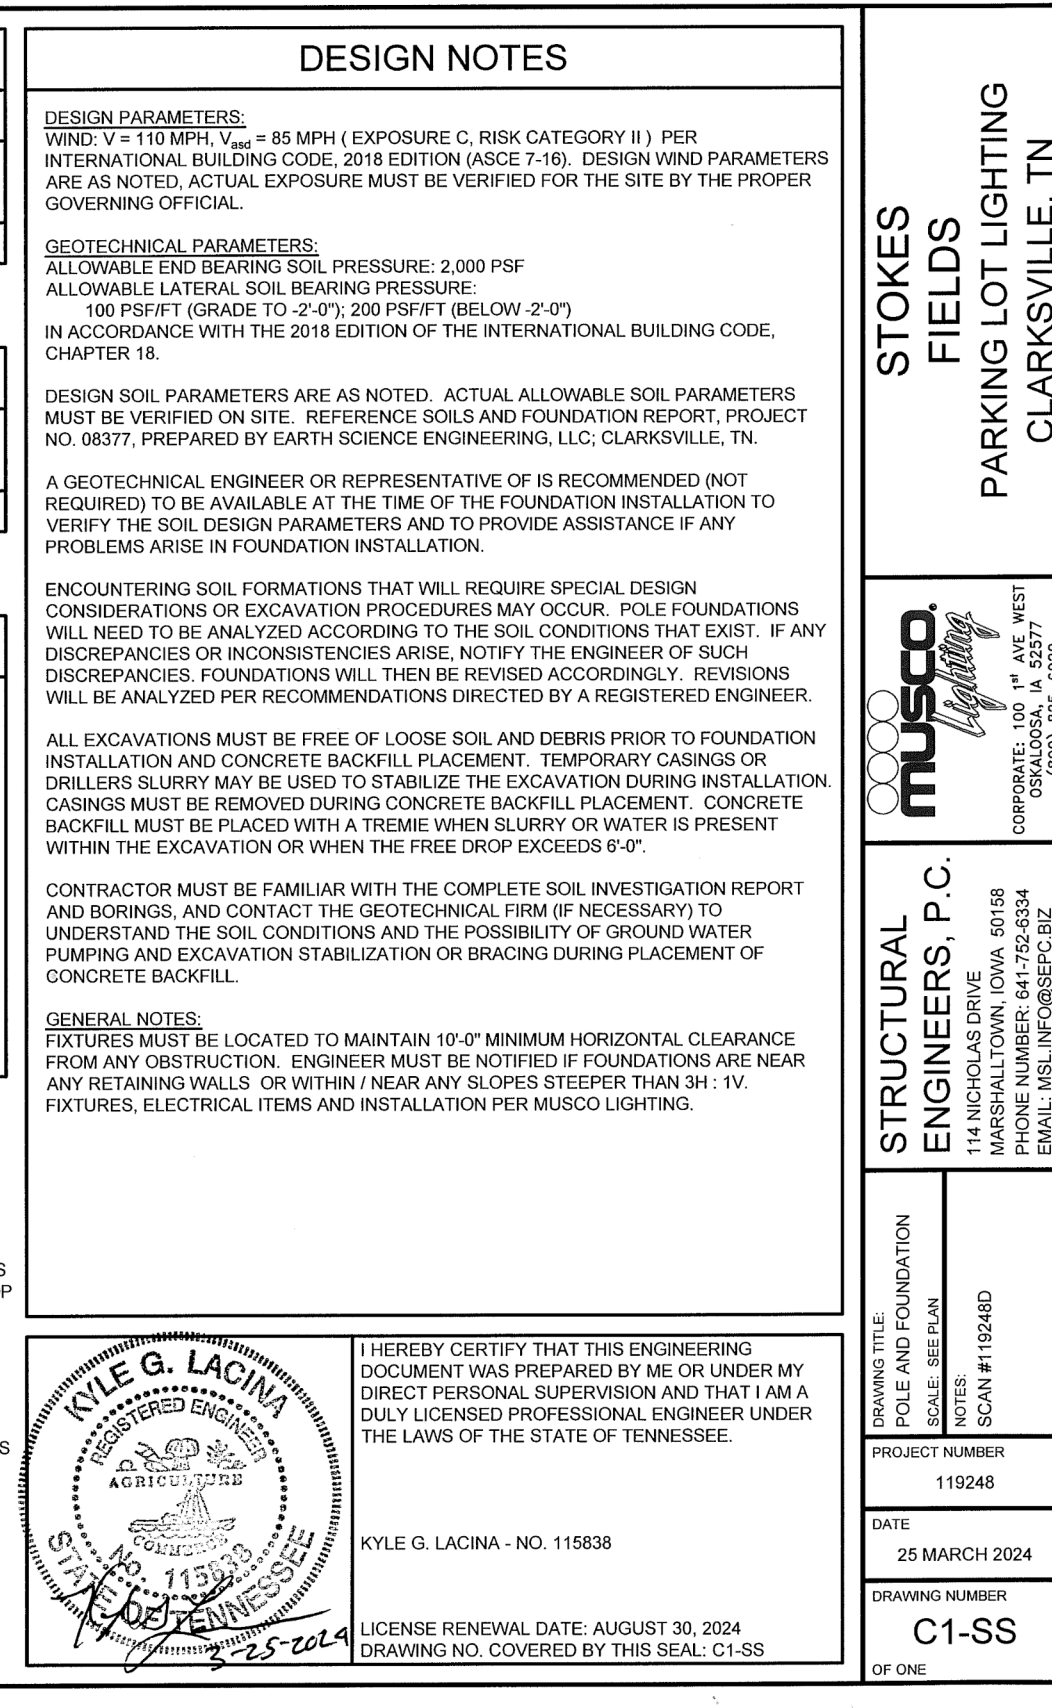 DESIGN NOTES
DESIGN PARAMETERS:
WIND: V = 110 MPH, Vasd = 85 MPH ( EXPOSURE C, RISK CATEGORY II ) PER
INTERNATIONAL BUILDING CODE, 2018 EDITION (ASCE 7-16). DESIGN WIND PARAMETERS
ARE AS NOTED, ACTUAL EXPOSURE MUST BE VERIFIED FOR THE SITE BY THE PROPER
GOVERNING OFFICIAL.
GEOTECHNICAL PARAMETERS:
ALLOWABLE END BEARING SOIL PRESSURE: 2,000 PSF
ALLOWABLE LATERAL SOIL BEARING PRESSURE:
100 PSF/FT (GRADE TO -2'-0"); 200 PSF/FT (BELOW -2'-0")
IN ACCORDANCE WITH THE 2018 EDITION OF THE INTERNATIONAL BUILDING CODE,
CHAPTER 18.
DESIGN SOIL PARAMETERS ARE AS NOTED. ACTUAL ALLOWABLE SOIL PARAMETERS
MUST BE VERIFIED ON SITE. REFERENCE SOILS AND FOUNDATION REPORT, PROJECT
NO. 08377, PREPARED BY EARTH SCIENCE ENGINEERING, LLC; CLARKSVILLE, TN.
A GEOTECHNICAL ENGINEER OR REPRESENTATIVE OF IS RECOMMENDED (NOT
REQUIRED) TO BE AVAILABLE AT THE TIME OF THE FOUNDATION INSTALLATION TO
VERIFY THE SOIL DESIGN PARAMETERS AND TO PROVIDE ASSISTANCE IF ANY
PROBLEMS ARISE IN FOUNDATION INSTALLATION.
ENCOUNTERING SOIL FORMATIONS THAT WILL REQUIRE SPECIAL DESIGN
CONSIDERATIONS OR EXCAVATION PROCEDURES MAY OCCUR. POLE FOUNDATIONS
WILL NEED TO BE ANALYZED ACCORDING TO THE SOIL CONDITIONS THAT EXIST. IF ANY
DISCREPANCIES OR INCONSISTENCIES ARISE, NOTIFY THE ENGINEER OF SUCH
DISCREPANCIES. FOUNDATIONS WILL THEN BE REVISED ACCORDINGLY. REVISIONS
WILL BE ANALYZED PER RECOMMENDATIONS DIRECTED BY A REGISTERED ENGINEER.
ALL EXCAVATIONS MUST BE FREE OF LOOSE SOIL AND DEBRIS PRIOR TO FOUNDATION
INSTALLATION AND CONCRETE BACKFILL PLACEMENT. TEMPORARY CASINGS OR
DRILLERS SLURRY MAY BE USED TO STABILIZE THE EXCAVATION DURING INSTALLATION.
CASINGS MUST BE REMOVED DURING CONCRETE BACKFILL PLACEMENT. CONCRETE
BACKFILL MUST BE PLACED WITH A TREMIE WHEN SLURRY OR WATER IS PRESENT
WITHIN THE EXCAVATION OR WHEN THE FREE DROP EXCEEDS 6'-0".
CONTRACTOR MUST BE FAMILIAR WITH THE COMPLETE SOIL INVESTIGATION REPORT
AND BORINGS, AND CONTACT THE GEOTECHNICAL FIRM (IF NECESSARY) TO
UNDERSTAND THE SOIL CONDITIONS AND THE POSSIBILITY OF GROUND WATER
PUMPING AND EXCAVATION STABILIZATION OR BRACING DURING PLACEMENT OF
CONCRETE BACKFILL.
GENERAL NOTES:
FIXTURES MUST BE LOCATED TO MAINTAIN 10'-0" MINIMUM HORIZONTAL CLEARANCE
FROM ANY OBSTRUCTION. ENGINEER MUST BE NOTIFIED IF FOUNDATIONS ARE NEAR
ANY RETAINING WALLS OR WITHIN / NEAR ANY SLOPES STEEPER THAN 3H : 1V.
FIXTURES, ELECTRICAL ITEMS AND INSTALLATION PER MUSCO LIGHTING.
S
OP
S
KYLE G. LACINA
REGISTERED ENGINEER
AGRICULTURE
COMMERCE
NO. 115838
STATE OF TENNESSEE
3-25-2024
I HEREBY CERTIFY THAT THIS ENGINEERING
DOCUMENT WAS PREPARED BY ME OR UNDER MY
DIRECT PERSONAL SUPERVISION AND THAT I AM A
DULY LICENSED PROFESSIONAL ENGINEER UNDER
THE LAWS OF THE STATE OF TENNESSEE.
KYLE G. LACINA - NO. 115838
LICENSE RENEWAL DATE: AUGUST 30, 2024
DRAWING NO. COVERED BY THIS SEAL: C1-SS
STOKES
FIELDS
PARKING LOT LIGHTING
CLARKSVILLE, TN
musco.
Lighting
CORPORATE: 100 1st AVE WEST
OSKALOOSA, IA 52577
STRUCTURAL
ENGINEERS, P.C.
114 NICHOLAS DRIVE
MARSHALLTOWN, IOWA 50158
PHONE NUMBER: 641-752-6334
EMAIL: MSL.INFO@SEPC.BIZ
DRAWING TITLE:
POLE AND FOUNDATION
SCALE: SEE PLAN
NOTES:
SCAN #119248D
PROJECT NUMBER
119248
DATE
25 MARCH 2024
DRAWING NUMBER
C1-SS
OF ONE